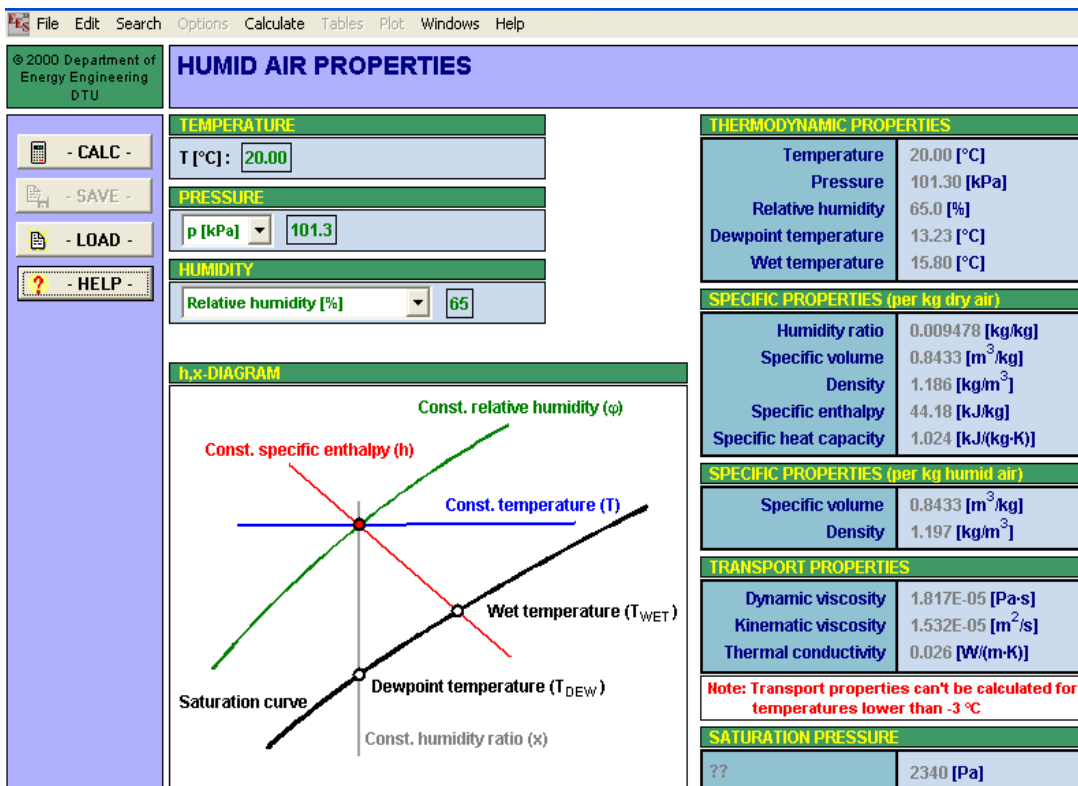 EES File Edit Search Options Calculate Tables Plot Windows Help
© 2000 Department of
Energy Engineering
DTU
HUMID AIR PROPERTIES
- CALC -
- SAVE -
- LOAD -
- HELP -
TEMPERATURE
T [°C] : 20.00
PRESSURE
p [kPa] 101.3
HUMIDITY
Relative humidity [%] 65
h,x-DIAGRAM
Const. relative humidity (φ)
Const. specific enthalpy (h)
Const. temperature (T)
Wet temperature (T_WET)
Dewpoint temperature (T_DEW)
Saturation curve
Const. humidity ratio (x)
THERMODYNAMIC PROPERTIES
Temperature 20.00 [°C]
Pressure 101.30 [kPa]
Relative humidity 65.0 [%]
Dewpoint temperature 13.23 [°C]
Wet temperature 15.80 [°C]
SPECIFIC PROPERTIES (per kg dry air)
Humidity ratio 0.009478 [kg/kg]
Specific volume 0.8433 [m³/kg]
Density 1.186 [kg/m³]
Specific enthalpy 44.18 [kJ/kg]
Specific heat capacity 1.024 [kJ/(kg·K)]
SPECIFIC PROPERTIES (per kg humid air)
Specific volume 0.8433 [m³/kg]
Density 1.197 [kg/m³]
TRANSPORT PROPERTIES
Dynamic viscosity 1.817E-05 [Pa·s]
Kinematic viscosity 1.532E-05 [m²/s]
Thermal conductivity 0.026 [W/(m·K)]
Note: Transport properties can't be calculated for
temperatures lower than -3 °C
SATURATION PRESSURE
?? 2340 [Pa]